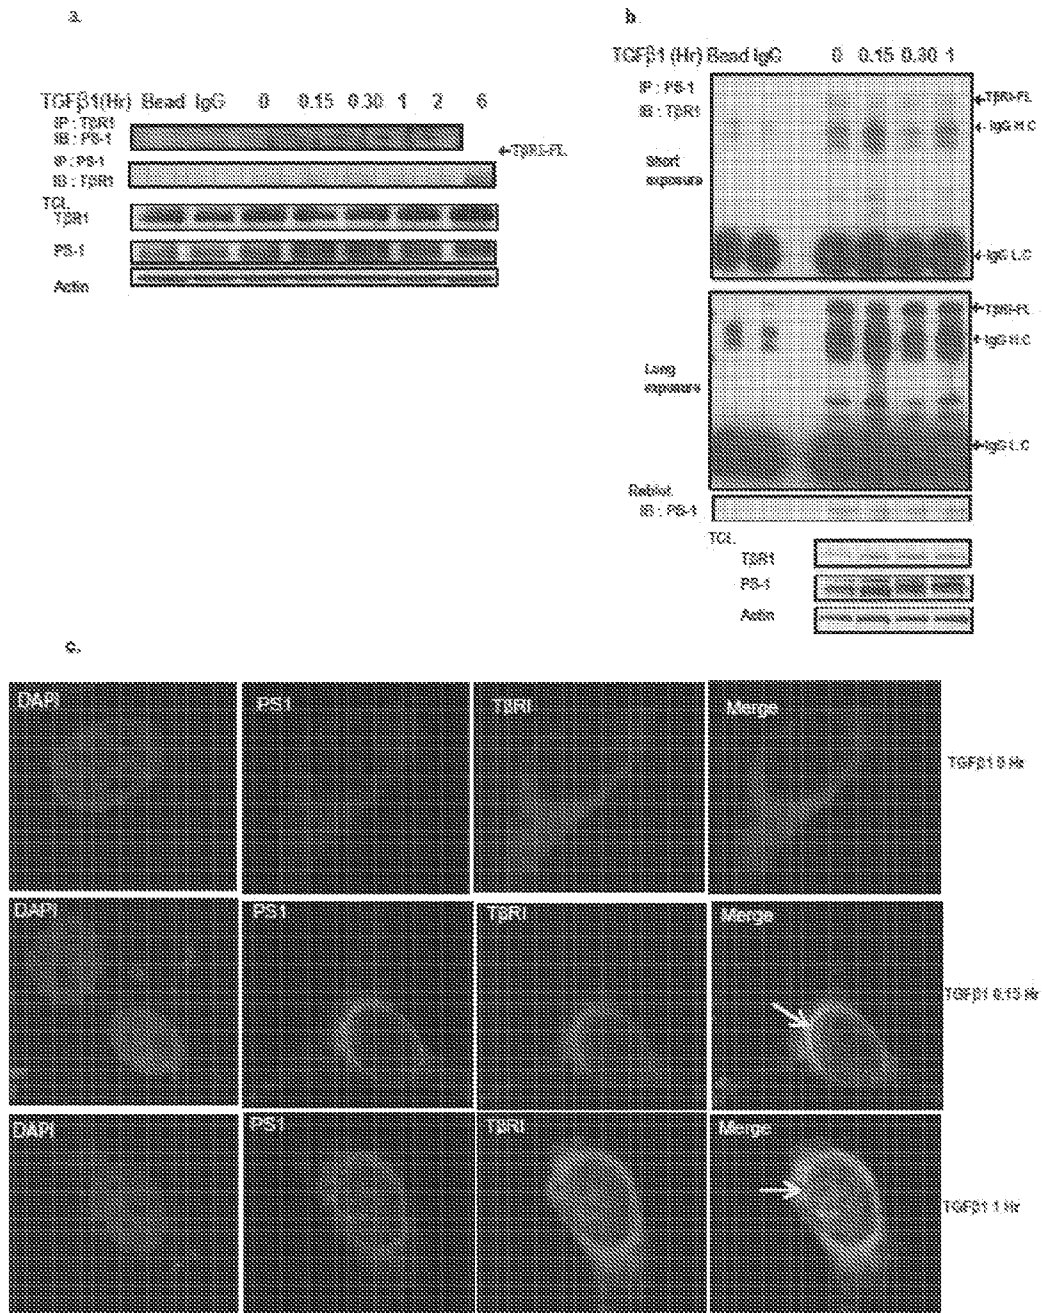 a.
TGFβ1(Hr) Bead IgG 0 0.15 0.30 1 2 6
IP : TβR1
IB : PS-1
←TβRI-FL
IP : PS-1
IB : TβR1
TCL
TβR1
PS-1
Actin
b
TGFβ1 (Hr) Bead IgG 0 0.15 0.30 1
IP : PS-1
IB : TβR1
Short
exposure
←TβRI-FL
←IgG H.C
←IgG L.C
Long
exposure
←TβRI-FL
←IgG H.C
←IgG L.C
Reblot
IB : PS-1
TCL
TβR1
PS-1
Actin
c.
DAPI PS1 TβRI Merge TGFβ1 0 Hr
DAPI PS1 TβRI Merge TGFβ1 0.15 Hr
DAPI PS1 TβRI Merge TGFβ1 1 Hr